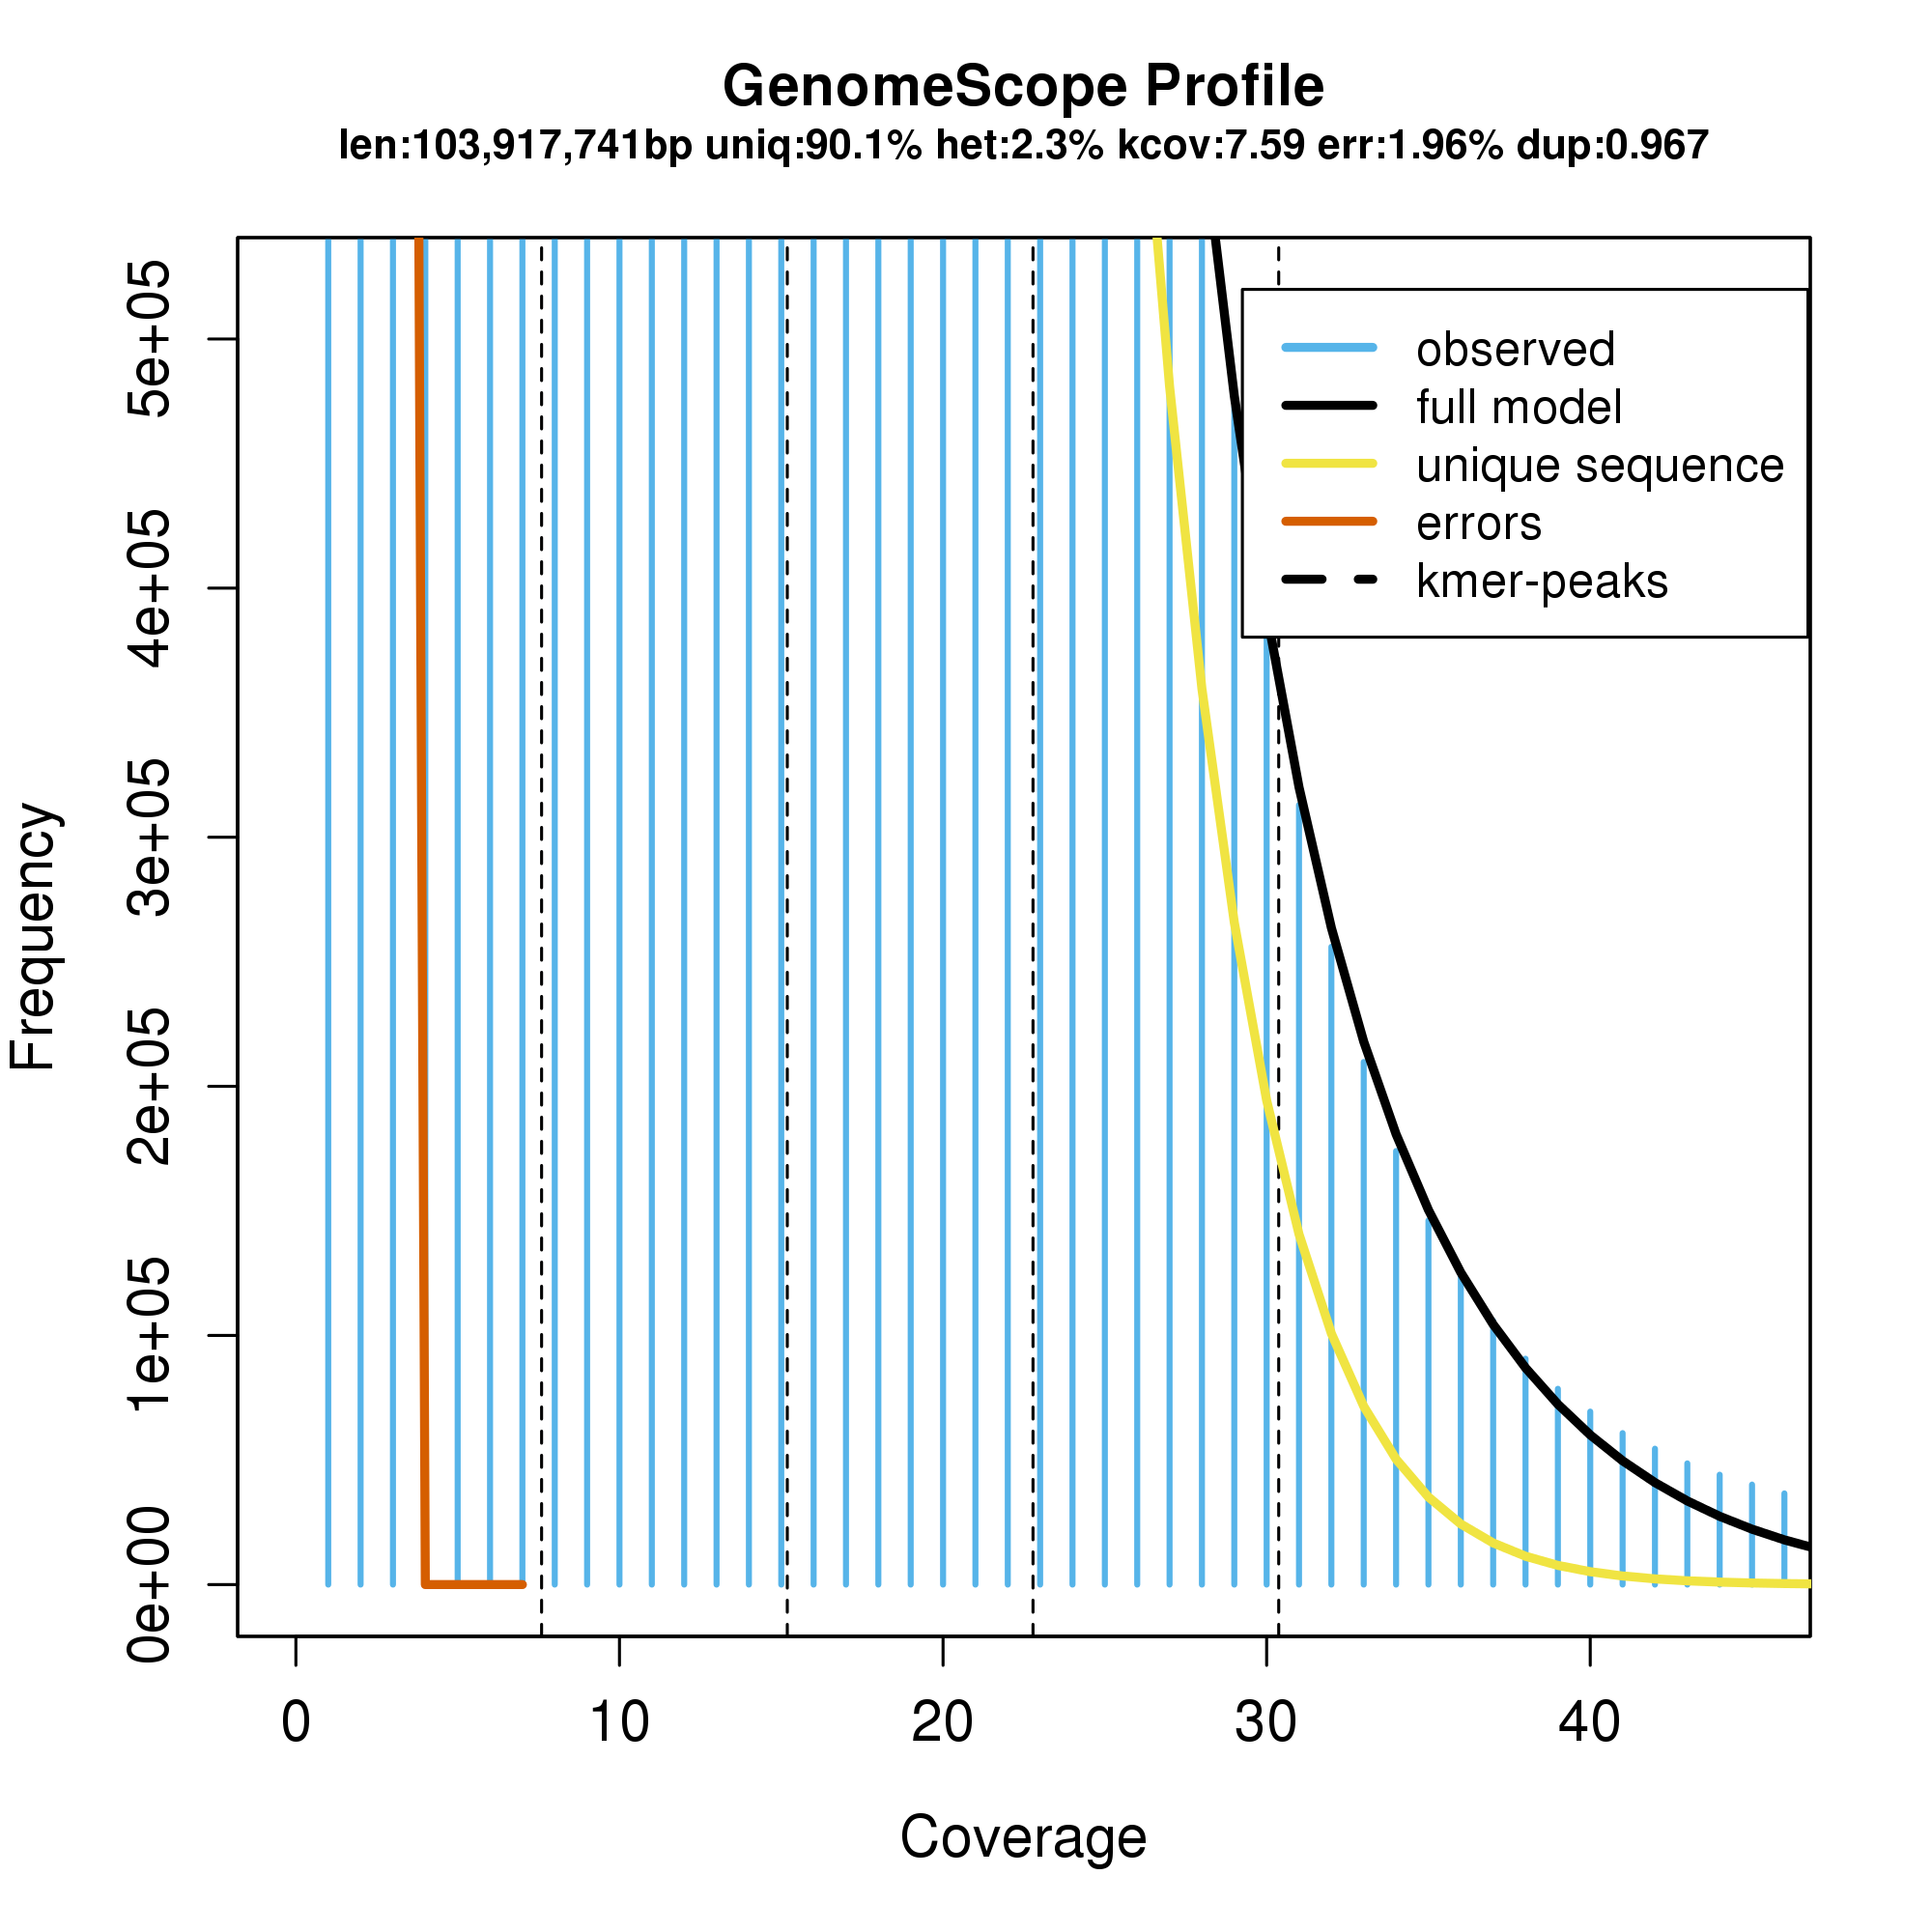 GenomeScope Profile
len:103,917,741bp uniq:90.1% het:2.3% kcov:7.59 err:1.96% dup:0.967
observed
full model
unique sequence
errors
kmer-peaks
5e+05
4e+05
3e+05
2e+05
1e+05
0e+00
Frequency
0 10 20 30 40
Coverage